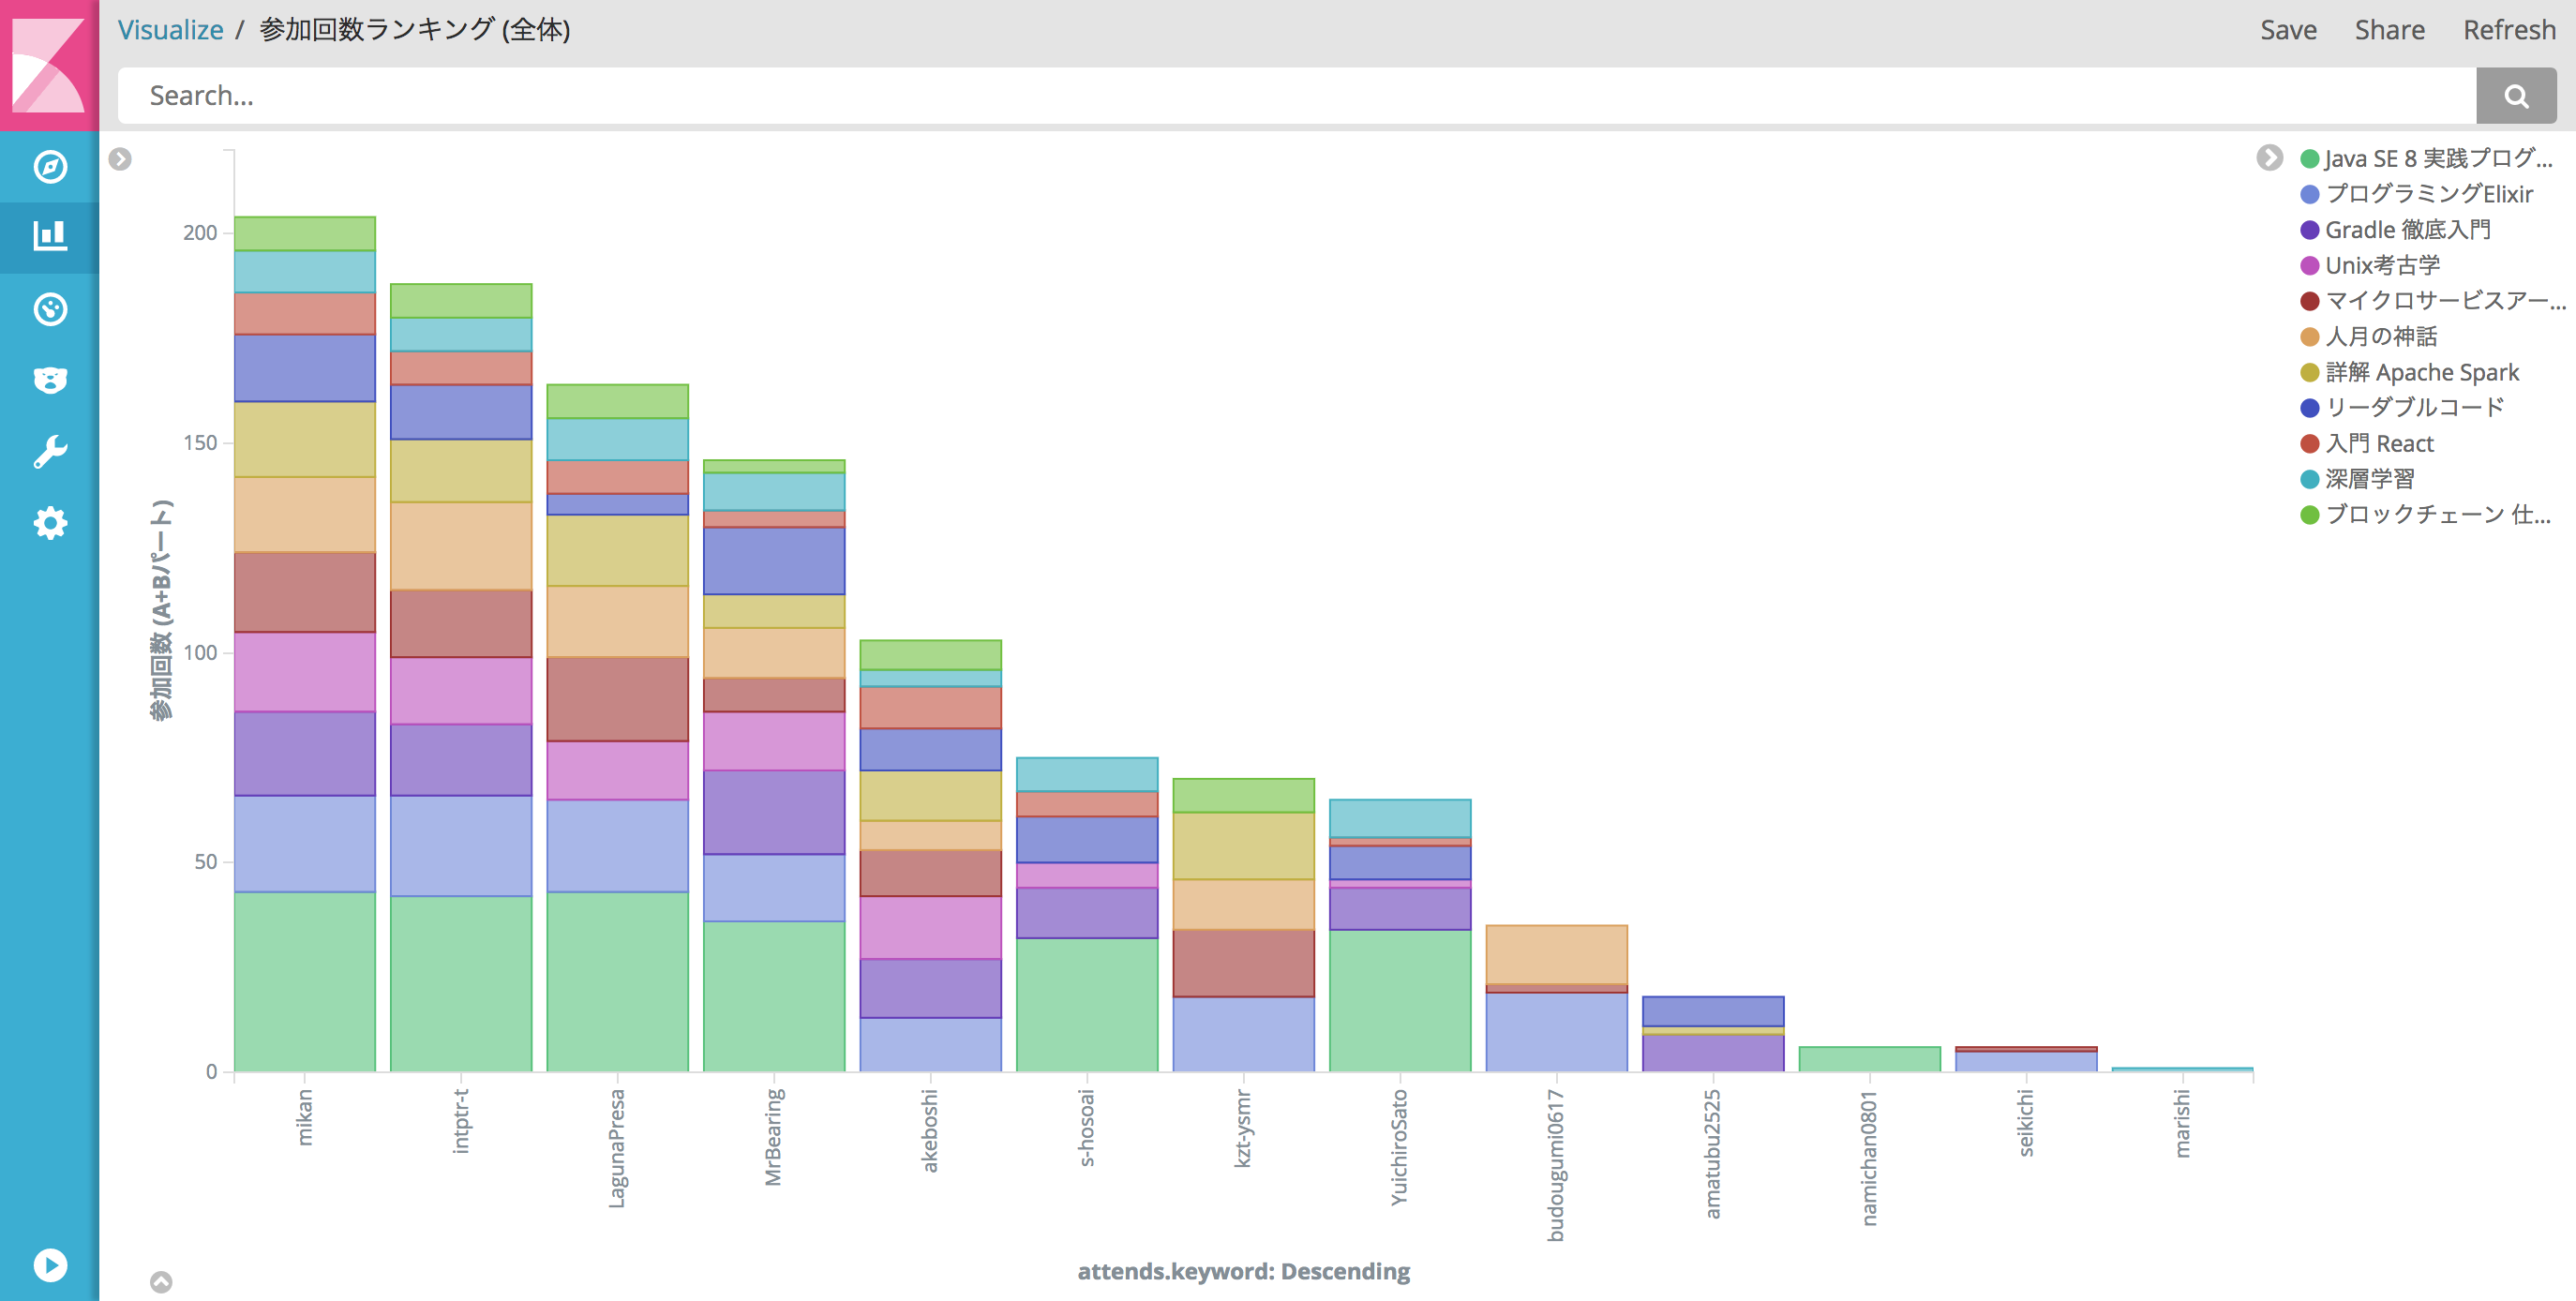 Visualize / 参加回数ランキング (全体)
Save Share Refresh
Search...
Java SE 8 実践プログ...
プログラミングElixir
Gradle 徹底入門
Unix考古学
マイクロサービスアー...
人月の神話
詳解 Apache Spark
リーダブルコード
入門 React
深層学習
ブロックチェーン 仕...
参加回数 (A+Bパート)
200
150
100
50
0
mikan
intptr-t
LagunaPresa
MrBearing
akeboshi
s-hosoai
kzt-ysmr
YuichiroSato
budougumi0617
amatubu2525
namichan0801
seikichi
marishi
attends.keyword: Descending